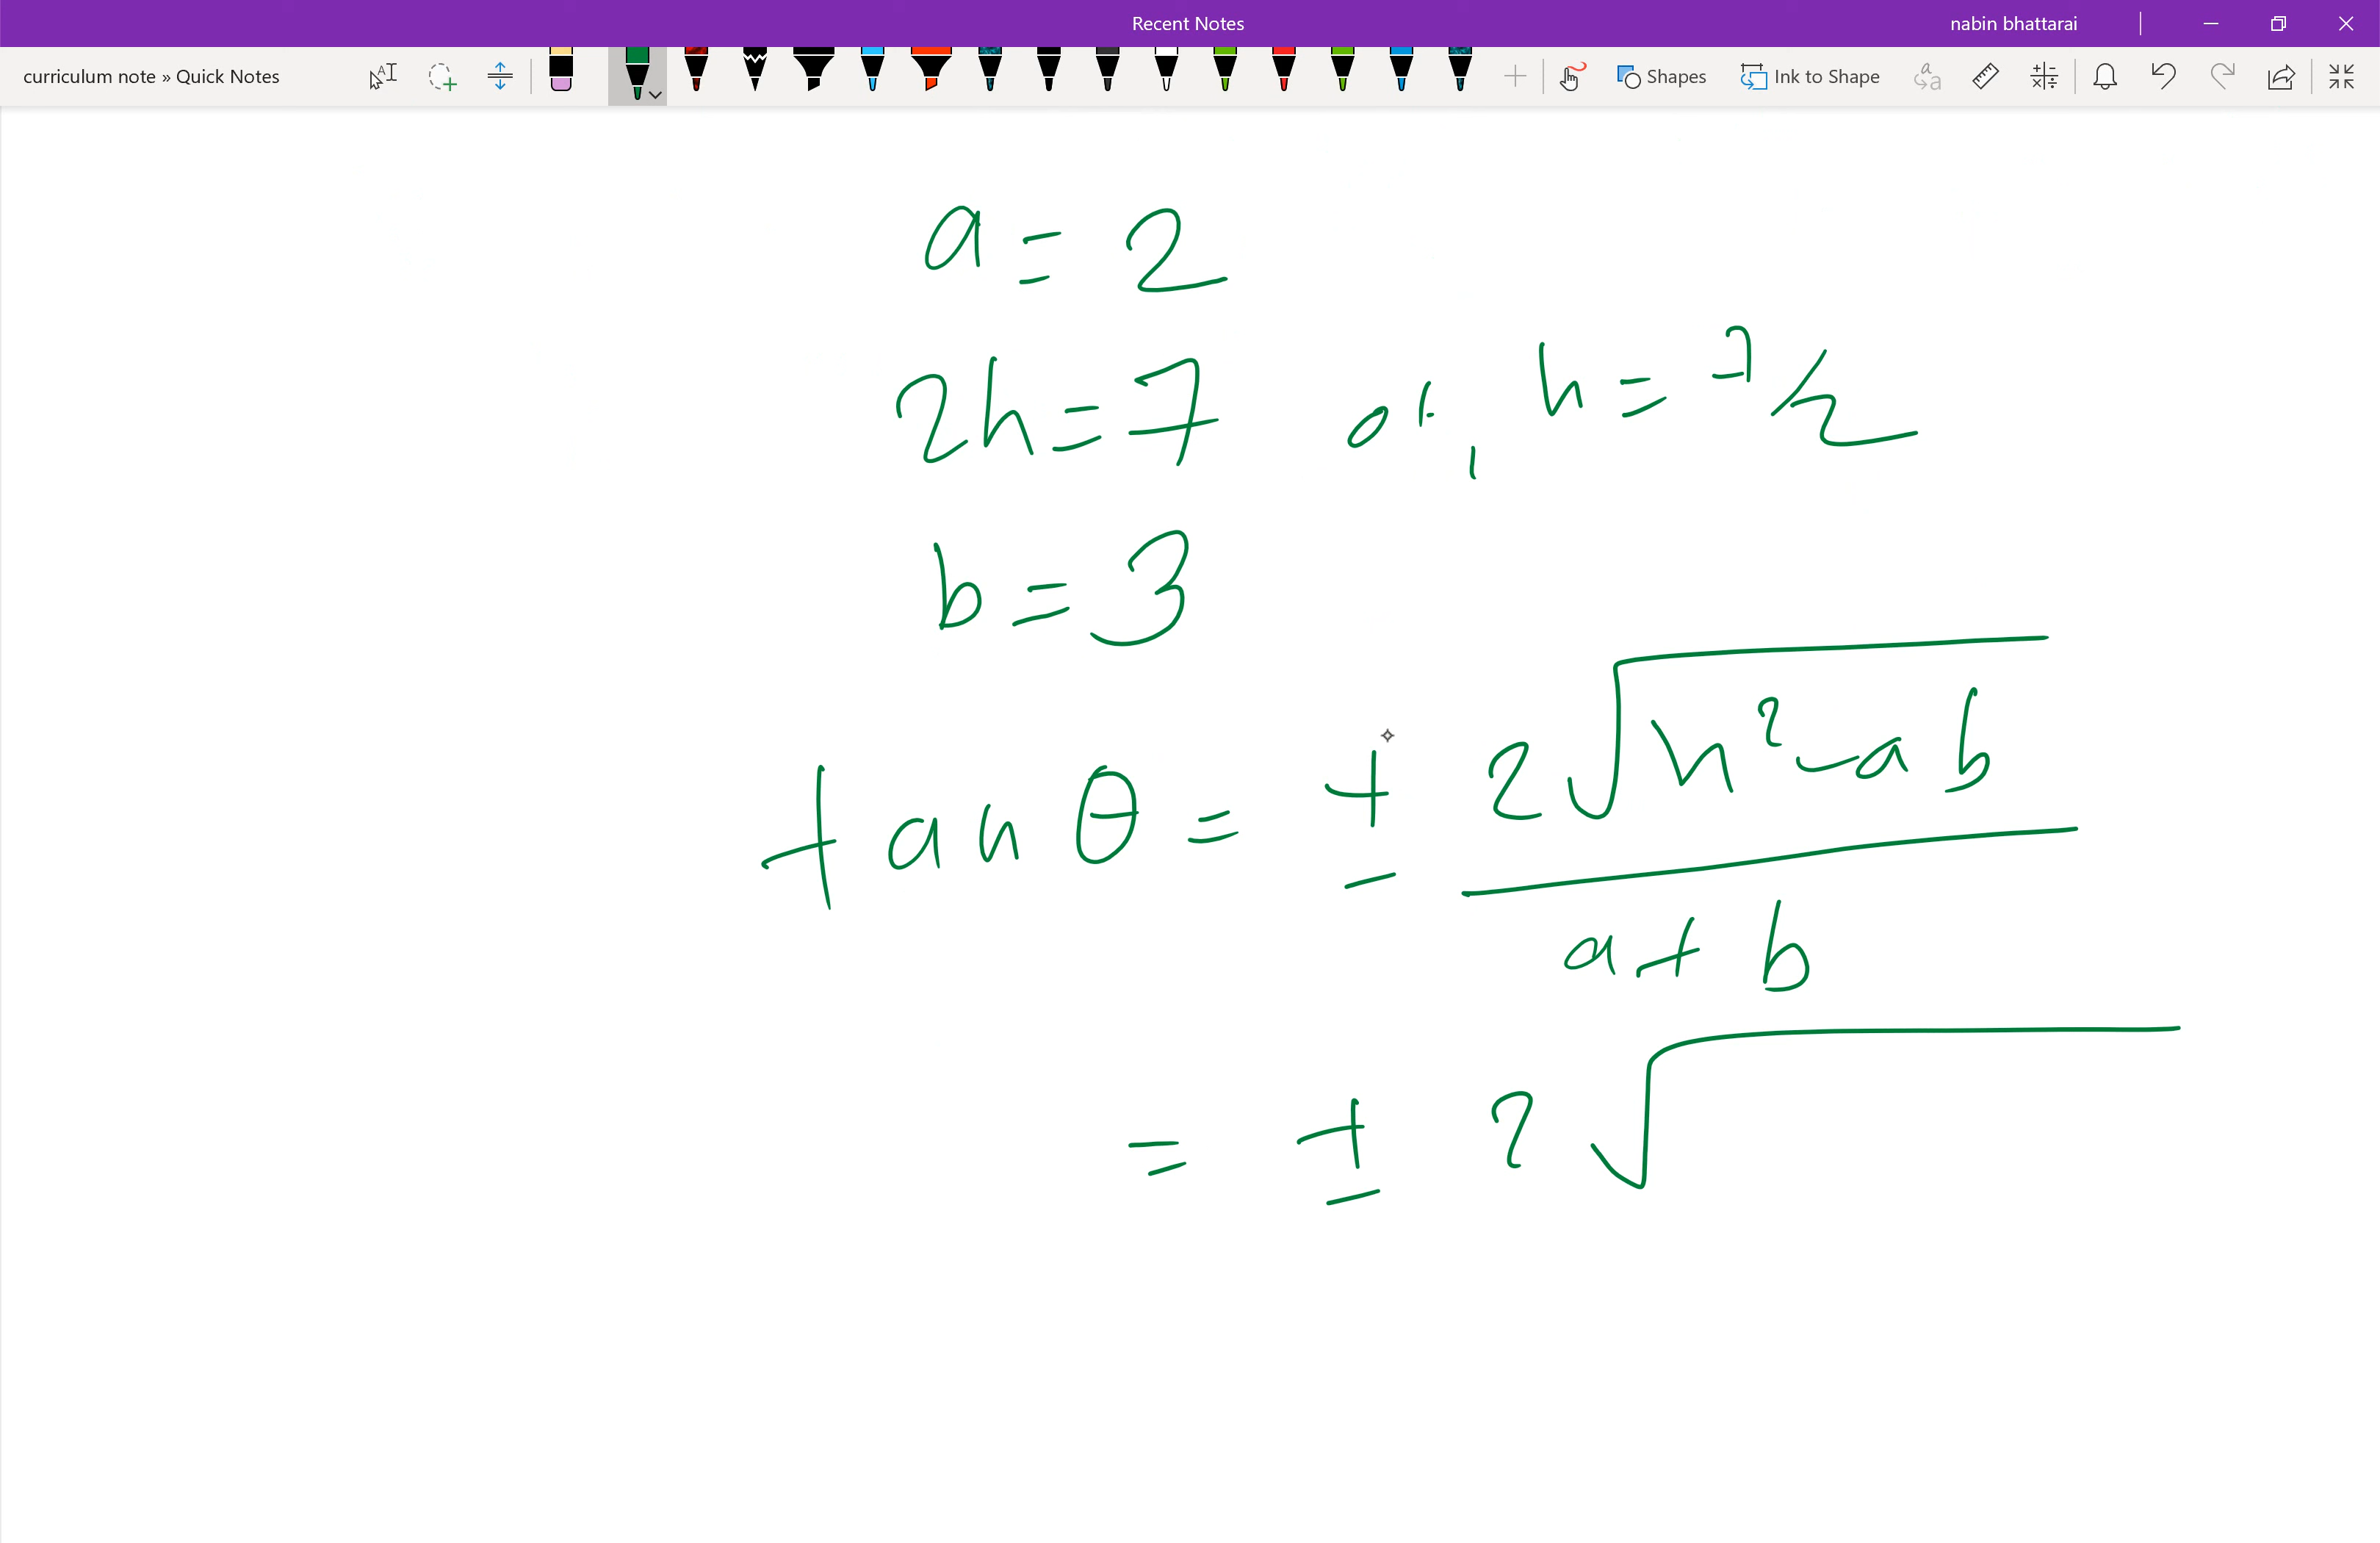 Recent Notes nabin bhattarai
curriculum note » Quick Notes Shapes Ink to Shape
a = 2
2h = 7 or, h = 7/2
b = 3
tan θ = ± 2√(h² - ab) / (a + b)
= ± 2√